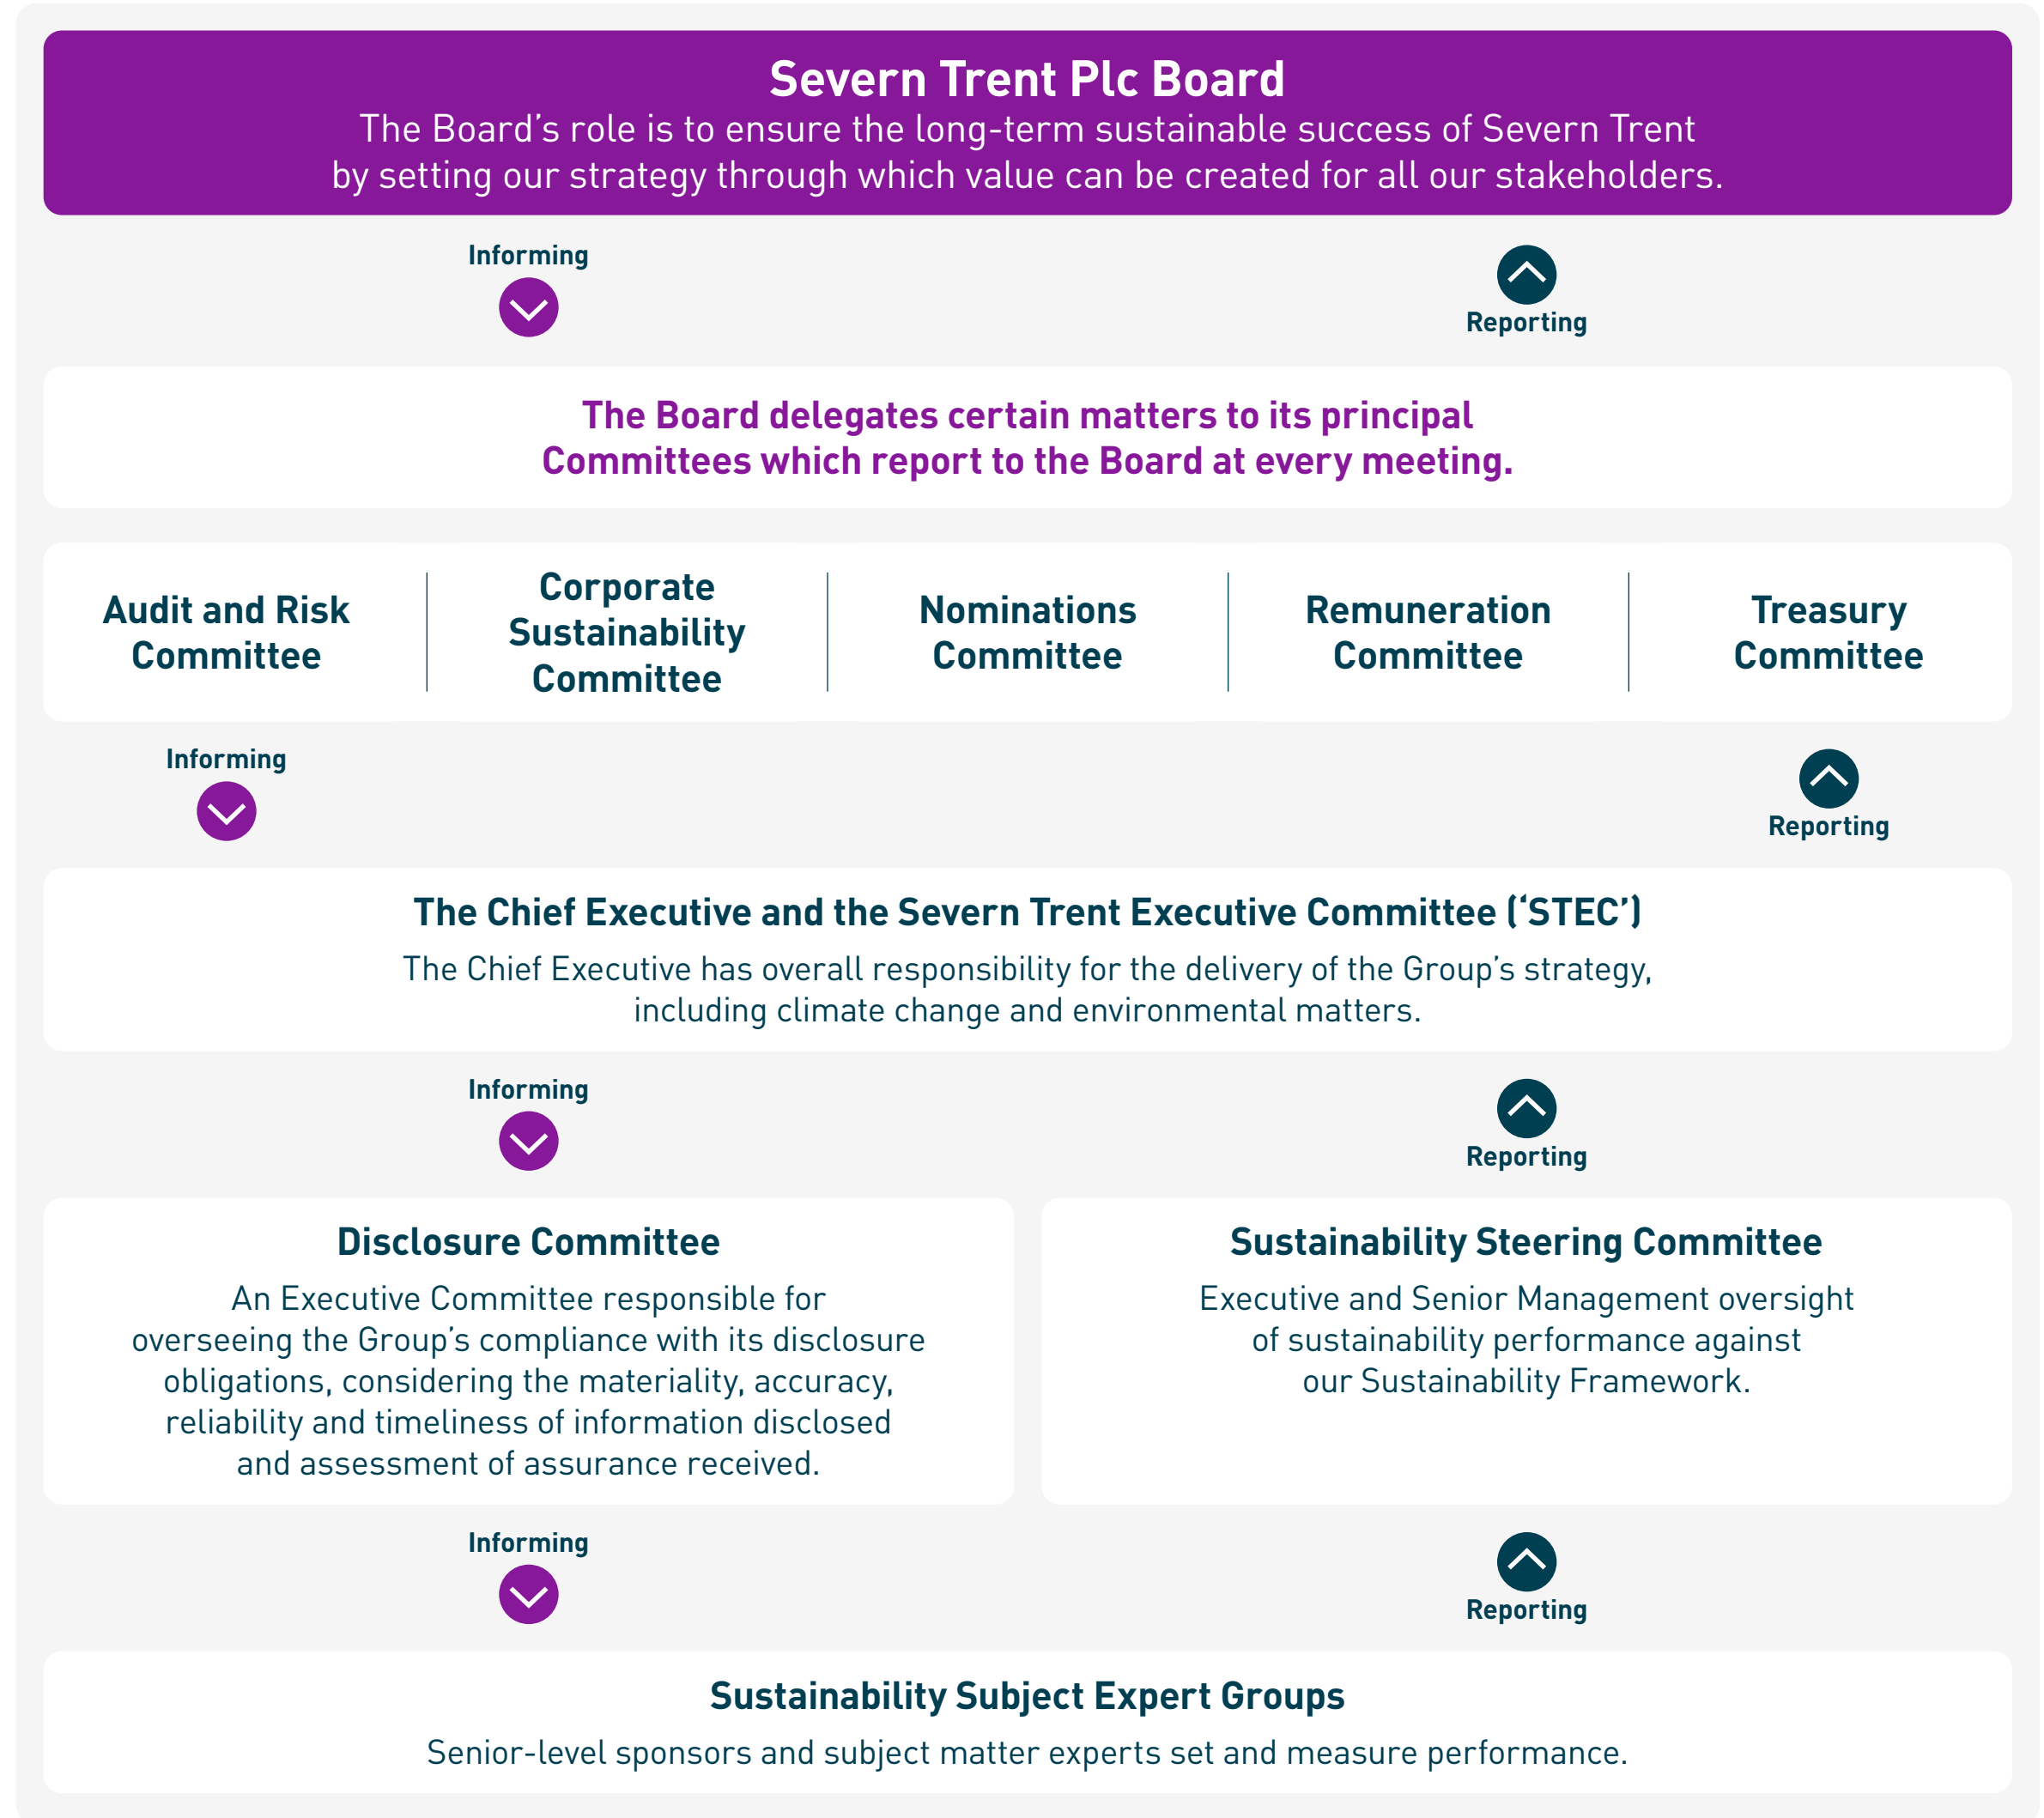 Severn Trent Plc Board
The Board’s role is to ensure the long-term sustainable success of Severn Trent
by setting our strategy through which value can be created for all our stakeholders.
Informing
Reporting
The Board delegates certain matters to its principal
Committees which report to the Board at every meeting.
Audit and Risk
Committee
Corporate
Sustainability
Committee
Nominations
Committee
Remuneration
Committee
Treasury
Committee
Informing
Reporting
The Chief Executive and the Severn Trent Executive Committee (‘STEC’)
The Chief Executive has overall responsibility for the delivery of the Group’s strategy,
including climate change and environmental matters.
Informing
Reporting
Disclosure Committee
An Executive Committee responsible for
overseeing the Group’s compliance with its disclosure
obligations, considering the materiality, accuracy,
reliability and timeliness of information disclosed
and assessment of assurance received.
Sustainability Steering Committee
Executive and Senior Management oversight
of sustainability performance against
our Sustainability Framework.
Informing
Reporting
Sustainability Subject Expert Groups
Senior-level sponsors and subject matter experts set and measure performance.